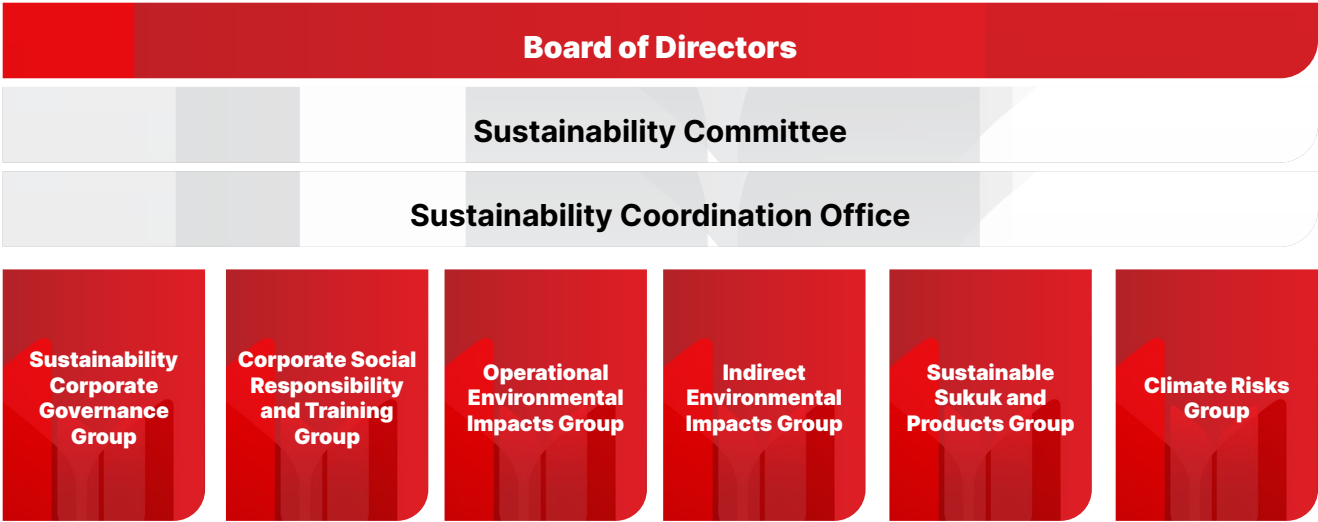 Board of Directors
Sustainability Committee
Sustainability Coordination Office
Sustainability
Corporate
Governance
Group
Corporate Social
Responsibility
and Training
Group
Operational
Environmental
Impacts Group
Indirect
Environmental
Impacts Group
Sustainable
Sukuk and
Products Group
Climate Risks
Group